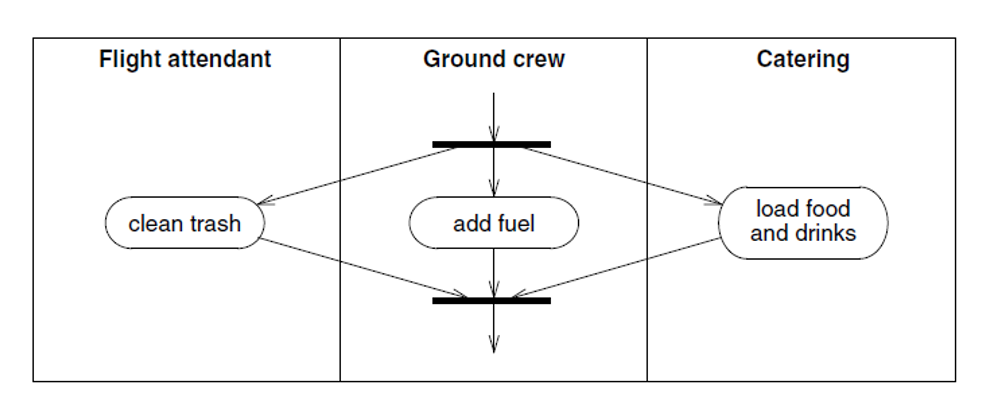 Flight attendant
Ground crew
Catering
clean trash
add fuel
load food
and drinks